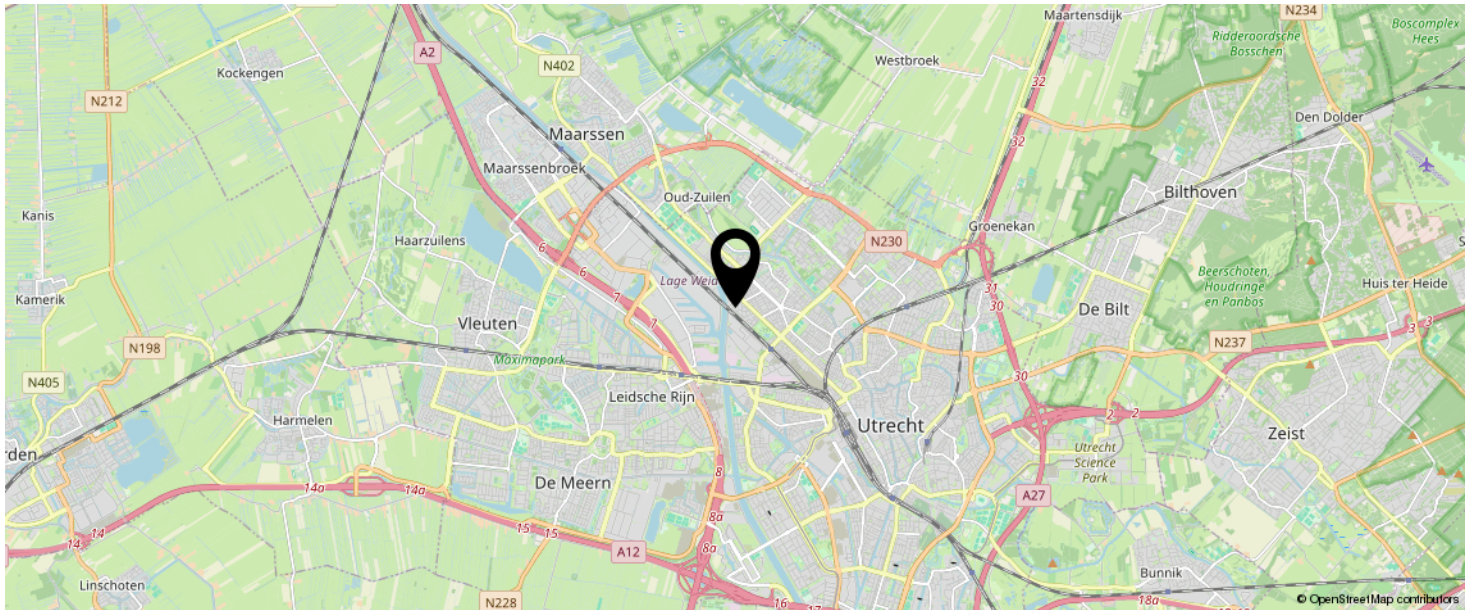 Maartensdijk
N234
Boscomplex
Hees
Ridderoordsche
Bosschen
A2
N402
Westbroek
Kockengen
32
N212
Den Dolder
Maarssen
32
Maarssenbroek
Bilthoven
Oud-Zuilen
Kanis
Groenekan
Haarzuilens
N230
6
6
Beerschoten,
Houdringe
en Panbos
Lage Weid
31
Huis ter Heide
Kamerik
7
30
De Bilt
Vleuten
7
3
3
N198
N237
Máximapark
30
N405
Leidsche Rijn
2
2
Harmelen
Utrecht
Zeist
rden
Utrecht
Science
Park
8
De Meern
14a
14a
A27
8a
15
15
14
14
A12
8a
Bunnik
Linschoten
N228
16
17
18a
© OpenStreetMap contributors